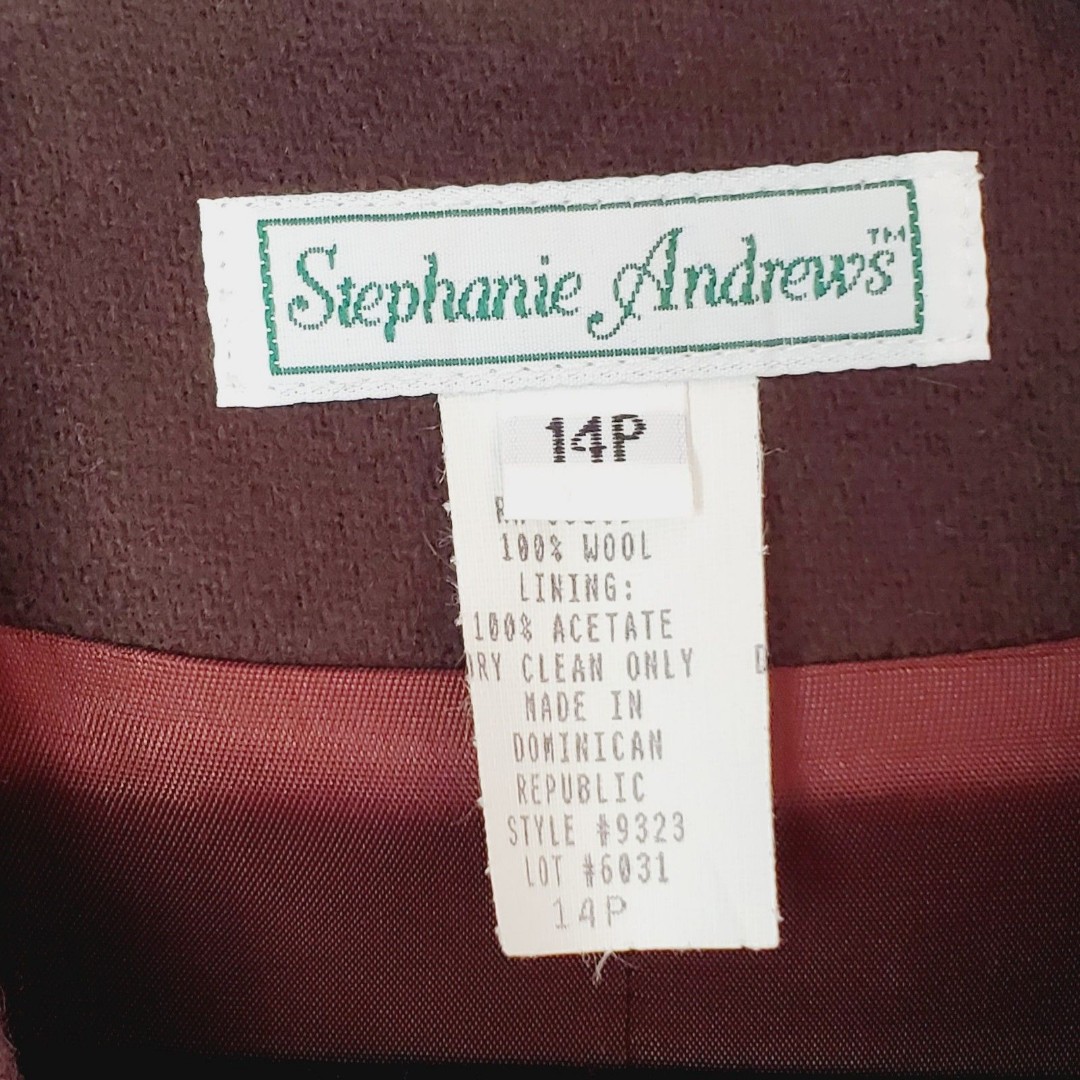 Stephanie Andrews™
14P
100% WOOL
LINING:
100% ACETATE
DRY CLEAN ONLY D
MADE IN
DOMINICAN
REPUBLIC
STYLE #9323
LOT #6031
14P